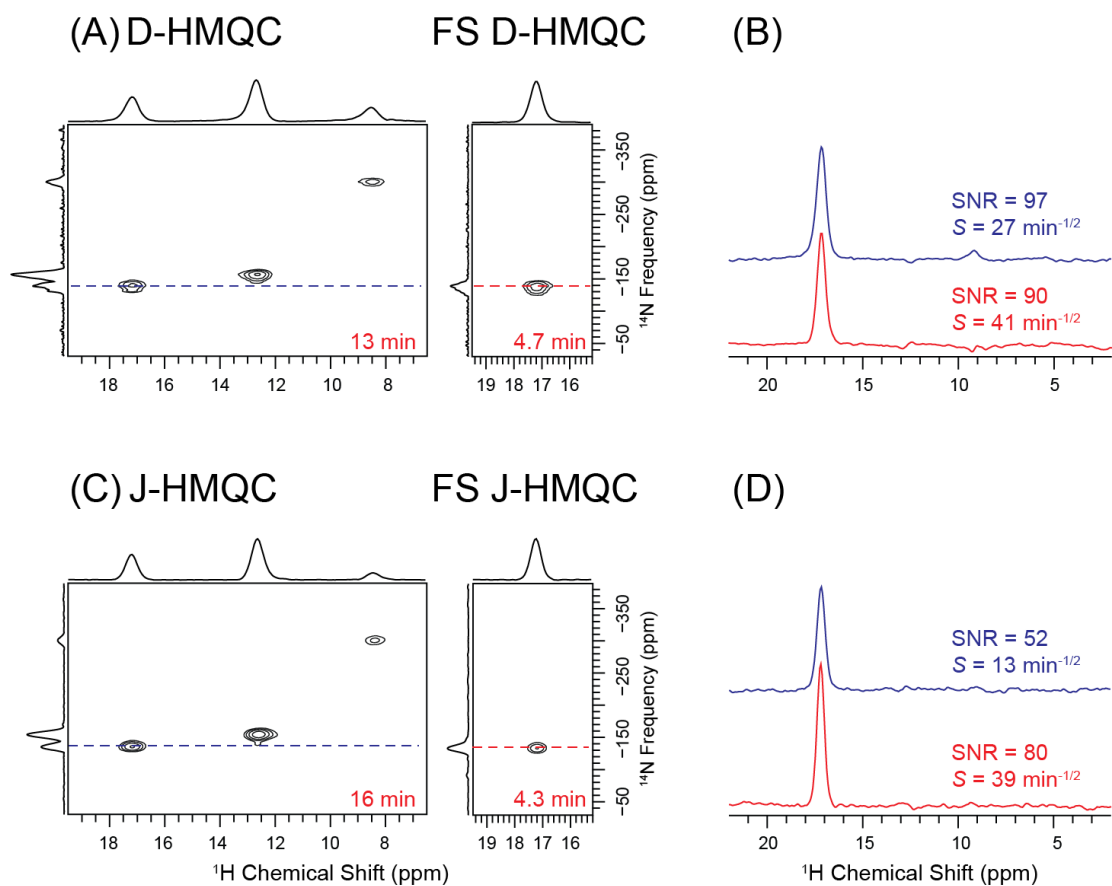 (A) D-HMQC
FS D-HMQC
(B)
−350
−250
−150
−50
¹⁴N Frequency (ppm)
13 min
4.7 min
18 16 14 12 10 8
19 18 17 16
SNR = 97
S = 27 min⁻¹/²
SNR = 90
S = 41 min⁻¹/²
20 15 10 5
¹H Chemical Shift (ppm)
(C) J-HMQC
FS J-HMQC
(D)
−350
−250
−150
−50
¹⁴N Frequency (ppm)
16 min
4.3 min
18 16 14 12 10 8
19 18 17 16
¹H Chemical Shift (ppm)
SNR = 52
S = 13 min⁻¹/²
SNR = 80
S = 39 min⁻¹/²
20 15 10 5
¹H Chemical Shift (ppm)